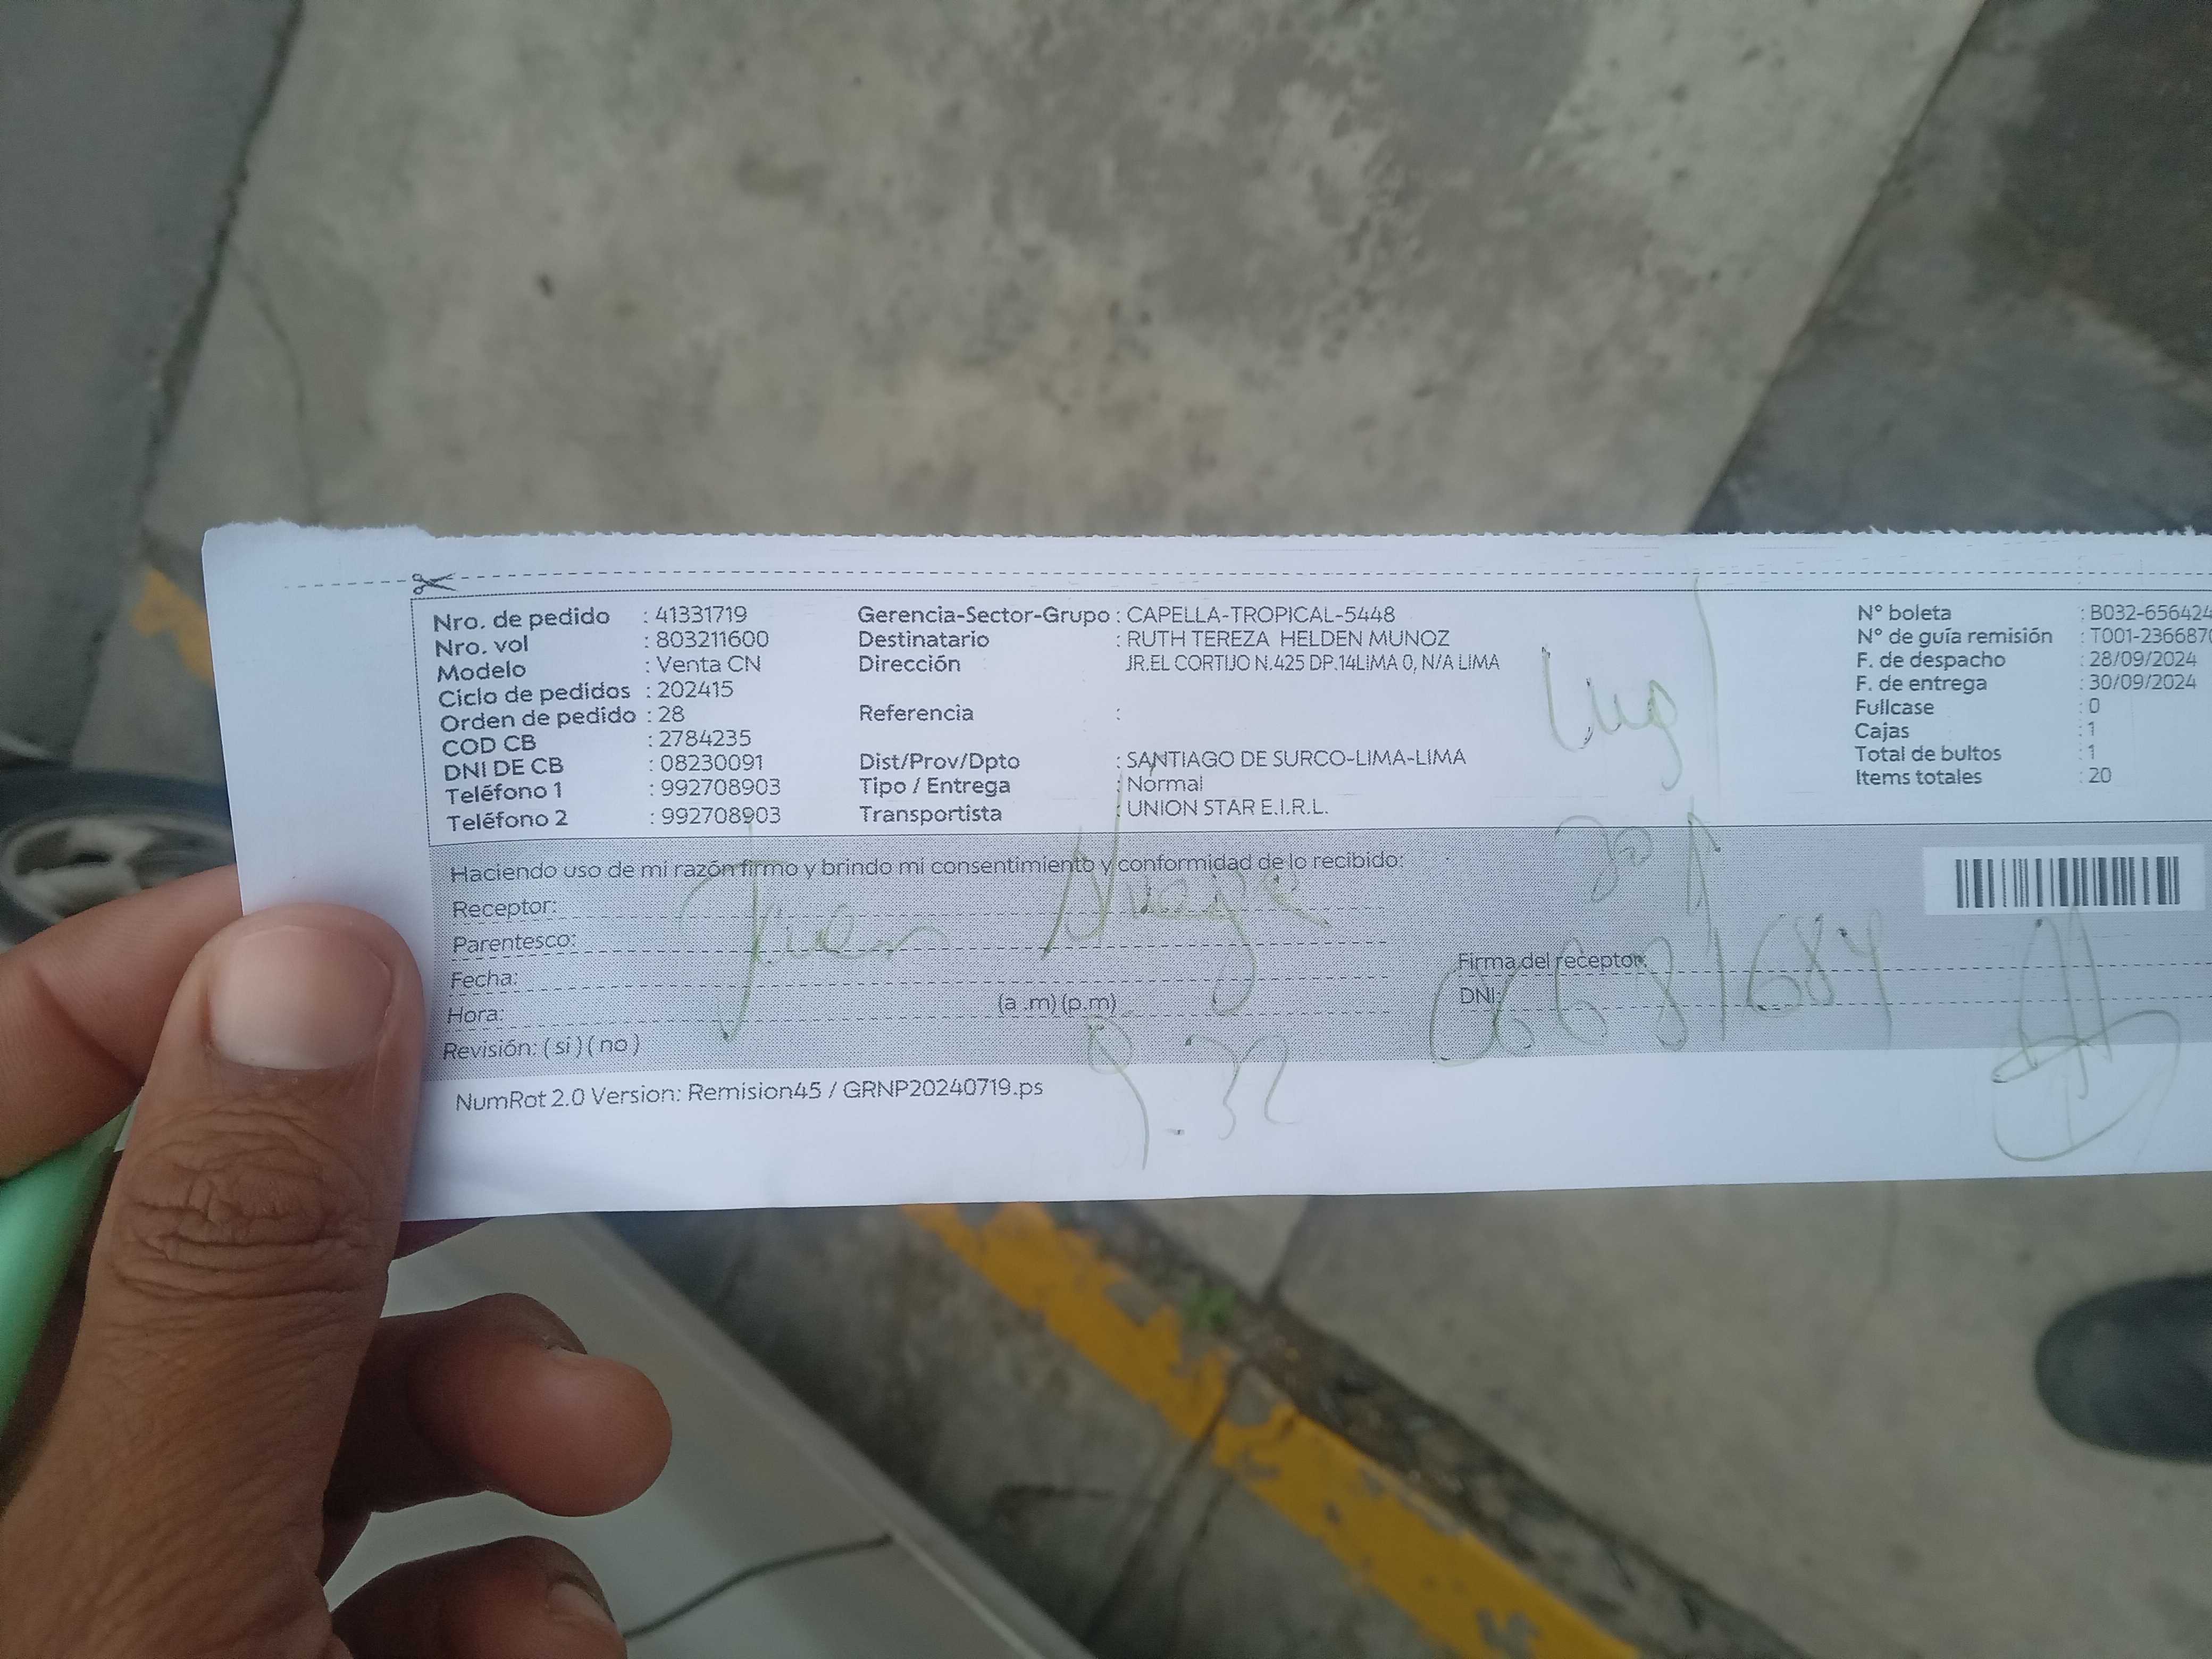 Nro. de pedido : 41331719
Nro. vol : 803211600
Modelo : Venta CN
Ciclo de pedidos : 202415
Orden de pedido : 28
COD CB : 2784235
DNI DE CB : 08230091
Teléfono 1 : 992708903
Teléfono 2 : 992708903
Gerencia-Sector-Grupo : CAPELLA-TROPICAL-5448
Destinatario : RUTH TEREZA HELDEN MUNOZ
Dirección : JR.EL CORTIJO N.425 DP.14LIMA 0, N/A LIMA
Referencia :
Dist/Prov/Dpto : SANTIAGO DE SURCO-LIMA-LIMA
Tipo / Entrega : Normal
Transportista : UNION STAR E.I.R.L.
N° boleta : B032-656424
N° de guía remisión : T001-2366870
F. de despacho : 28/09/2024
F. de entrega : 30/09/2024
Fullcase : 0
Cajas : 1
Total de bultos : 1
Items totales : 20
Haciendo uso de mi razón firmo y brindo mi consentimiento y conformidad de lo recibido:
Receptor:
Parentesco:
Fecha:
Hora: (a .m) (p.m)
Revisión: ( si ) ( no )
Firma del receptor:
DNI:
9.32
NumRot 2.0 Version: Remision45 / GRNP20240719.ps